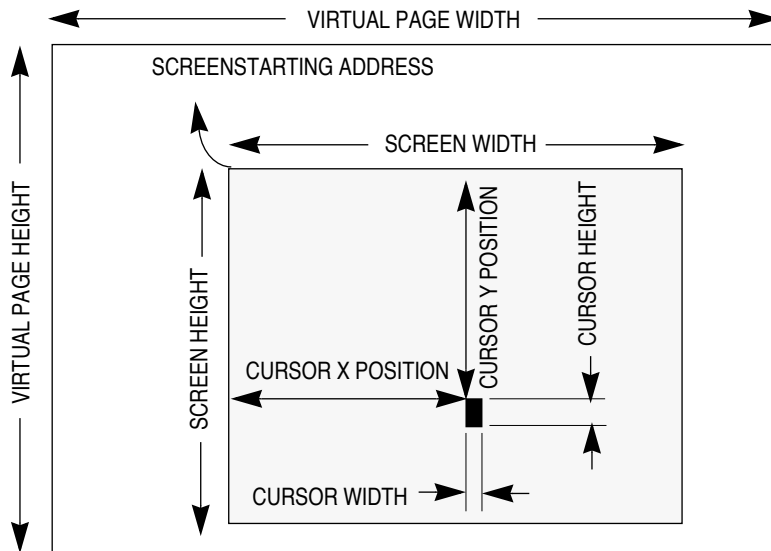 VIRTUAL PAGE WIDTH
SCREENSTARTING ADDRESS
SCREEN WIDTH
VIRTUAL PAGE HEIGHT
SCREEN HEIGHT
CURSOR Y POSITION
CURSOR HEIGHT
CURSOR X POSITION
CURSOR WIDTH